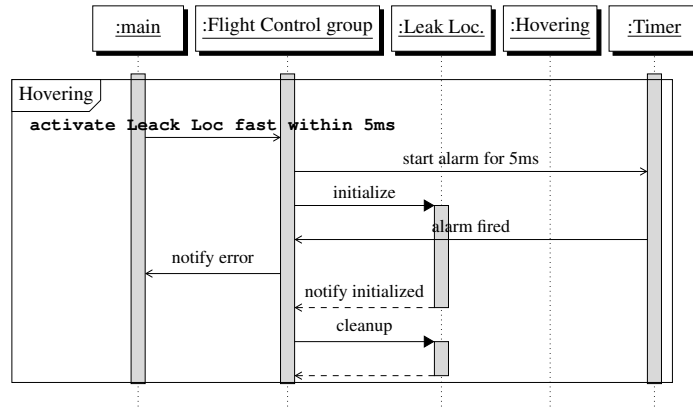 :main
:Flight Control group
:Leak Loc.
:Hovering
:Timer
Hovering
activate Leack Loc fast within 5ms
start alarm for 5ms
initialize
alarm fired
notify error
notify initialized
cleanup